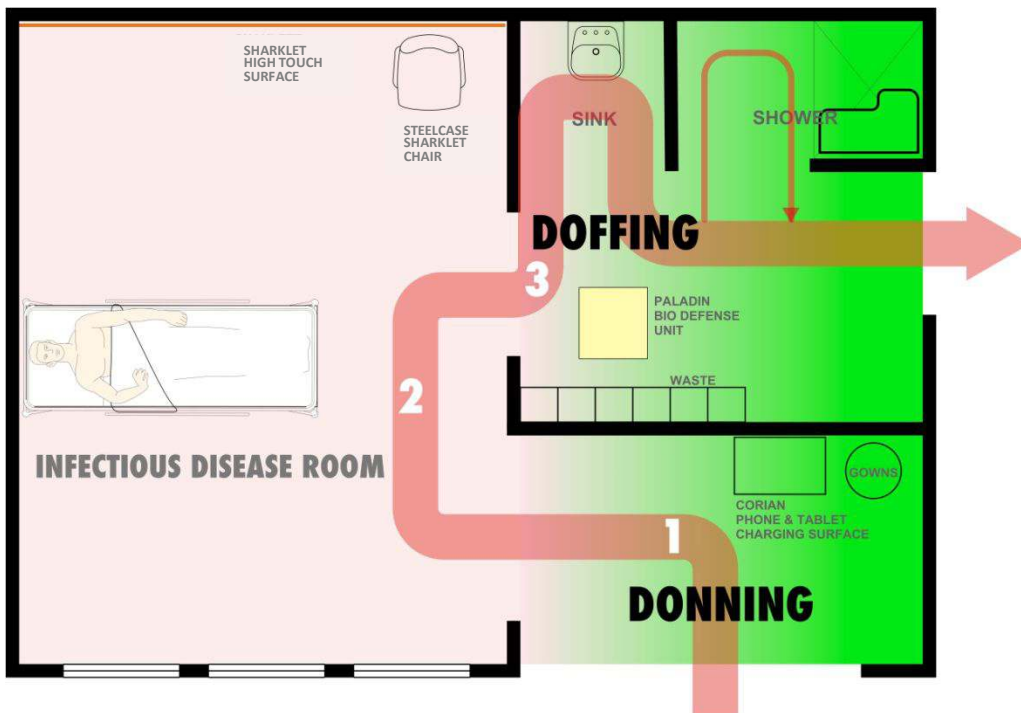 SHARKLET
HIGH TOUCH
SURFACE
STEELCASE
SHARKLET
CHAIR
SINK
SHOWER
DOFFING
3
PALADIN
BIO DEFENSE
UNIT
WASTE
2
INFECTIOUS DISEASE ROOM
GOWNS
CORIAN
PHONE & TABLET
CHARGING SURFACE
1
DONNING